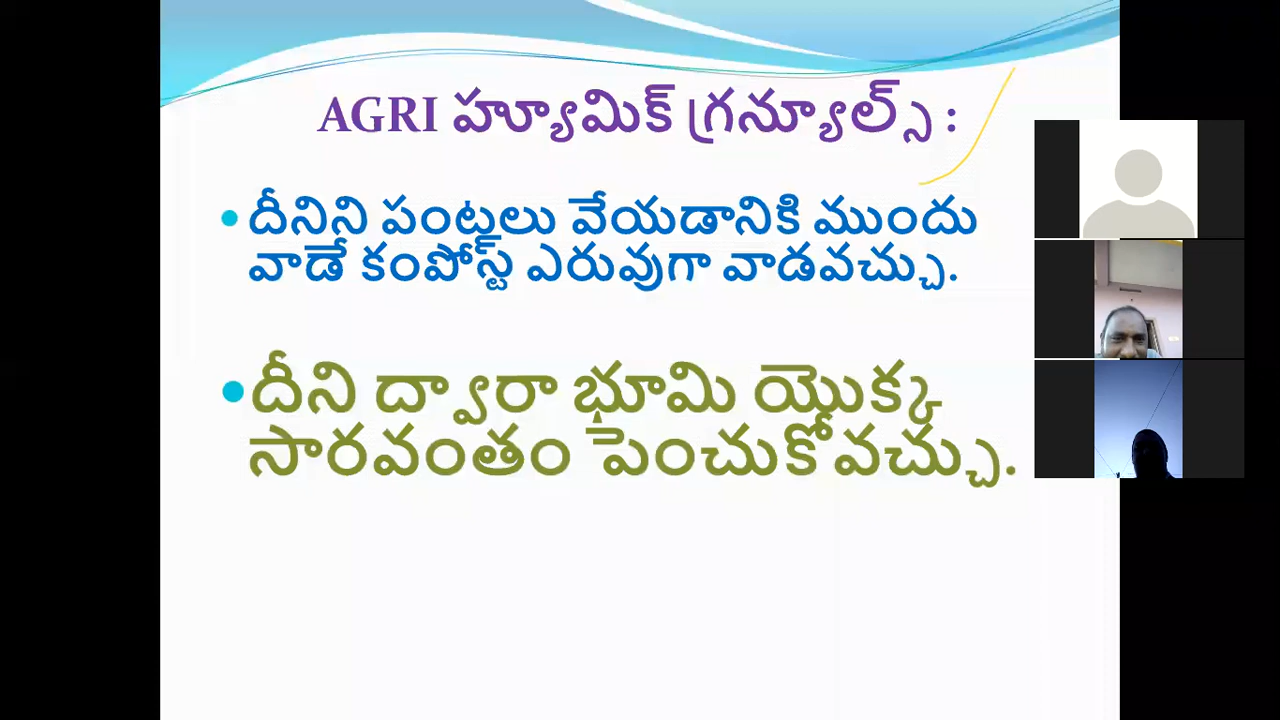 AGRI హ్యూమిక్ గ్రన్యూల్స్ :
దీనిని పంటలు వేయడానికి ముందు
వాడే కంపోస్ట్ ఎరువుగా వాడవచ్చు.
దీని ద్వారా భూమి యొక్క
సారవంతం పెంచుకోవచ్చు.